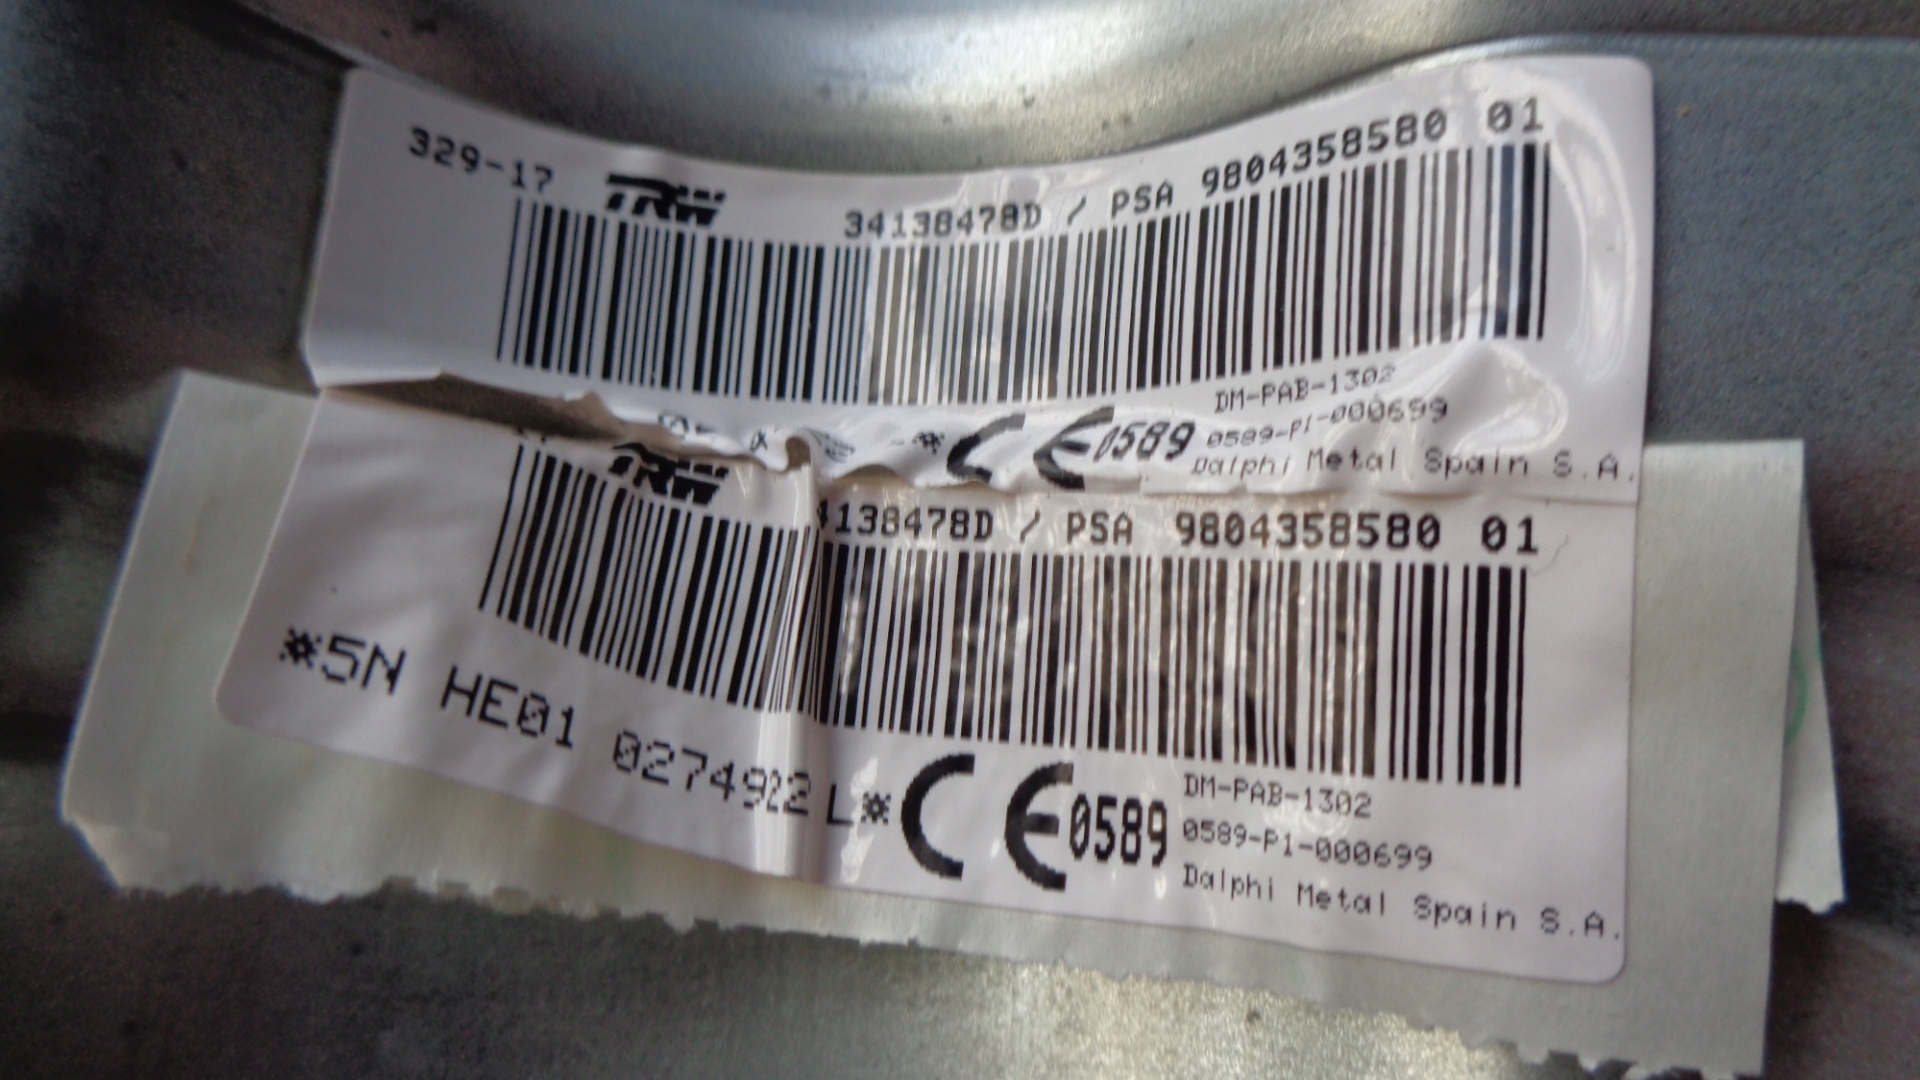 329-17 TRW 34138478D / PSA 9804358580 01
DM-PAB-1302
CE 0589 0589-P1-000699
Dalphi Metal Spain S.A.
TRW 4138478D / PSA 9804358580 01
*5N HE01 L*
CE 0589
DM-PAB-1302
0589-P1-000699
Dalphi Metal Spain S.A.